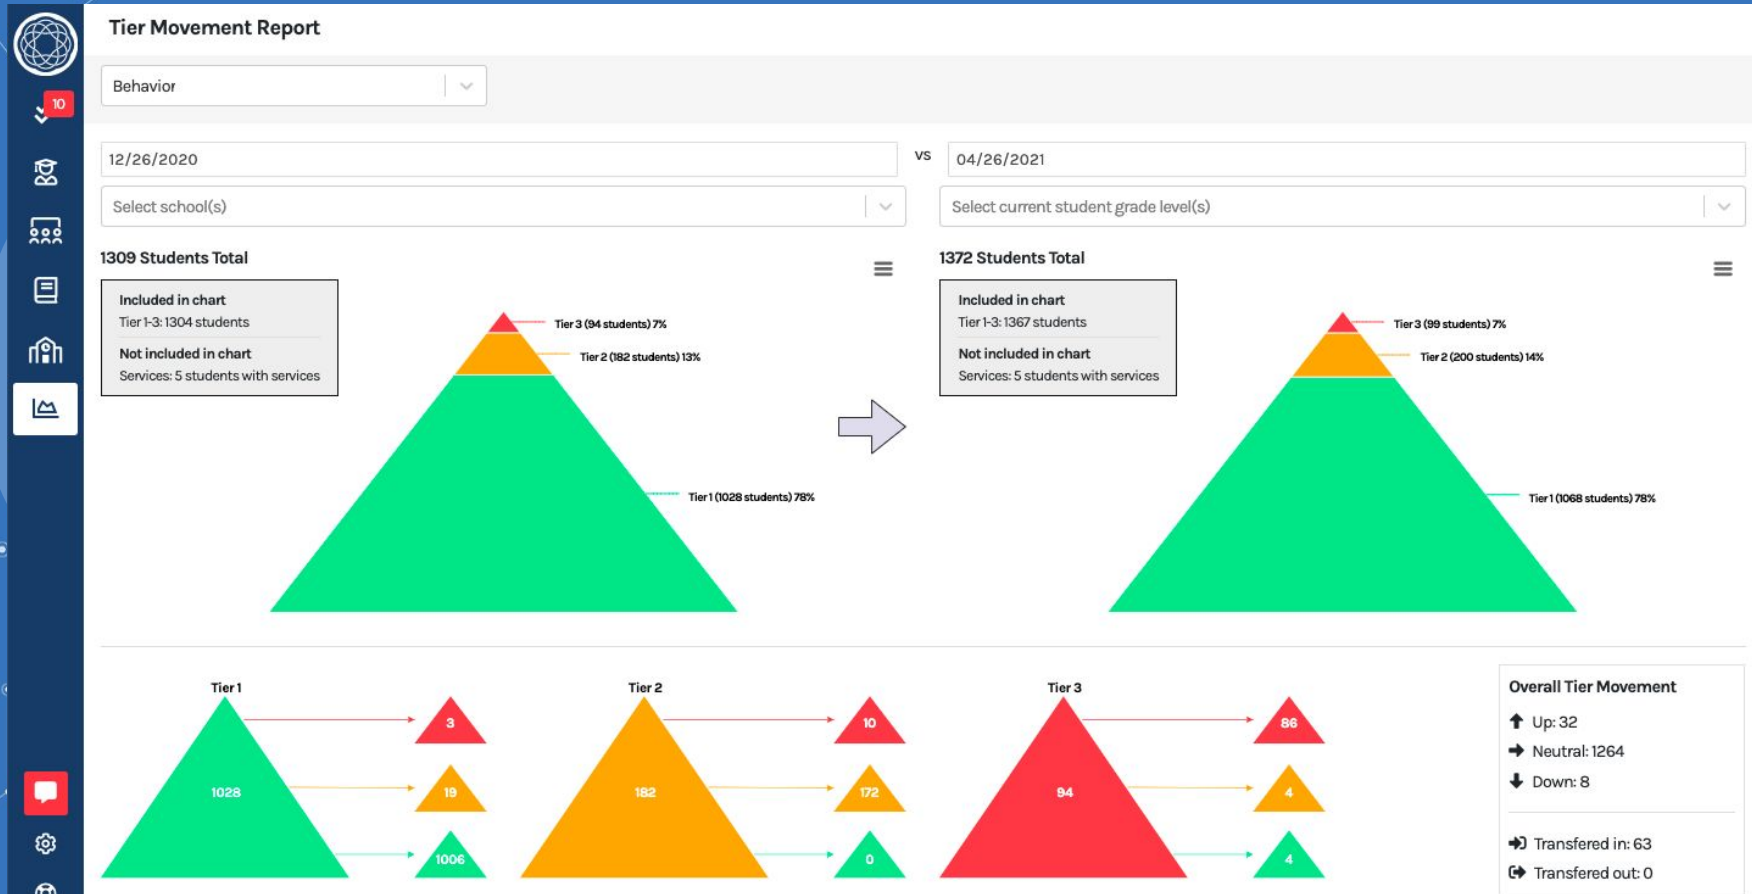 Tier Movement Report
10
Behavior
12/26/2020
vs
04/26/2021
Select school(s)
Select current student grade level(s)
1309 Students Total
Included in chart
Tier 1-3: 1304 students
Not included in chart
Services: 5 students with services
Tier 3 (94 students) 7%
Tier 2 (182 students) 13%
Tier 1 (1028 students) 78%
1372 Students Total
Included in chart
Tier 1-3: 1367 students
Not included in chart
Services: 5 students with services
Tier 3 (99 students) 7%
Tier 2 (200 students) 14%
Tier 1 (1068 students) 78%
Tier 1
1028
3
19
1006
Tier 2
182
10
172
0
Tier 3
94
86
4
4
Overall Tier Movement
Up: 32
Neutral: 1264
Down: 8
Transfered in: 63
Transfered out: 0